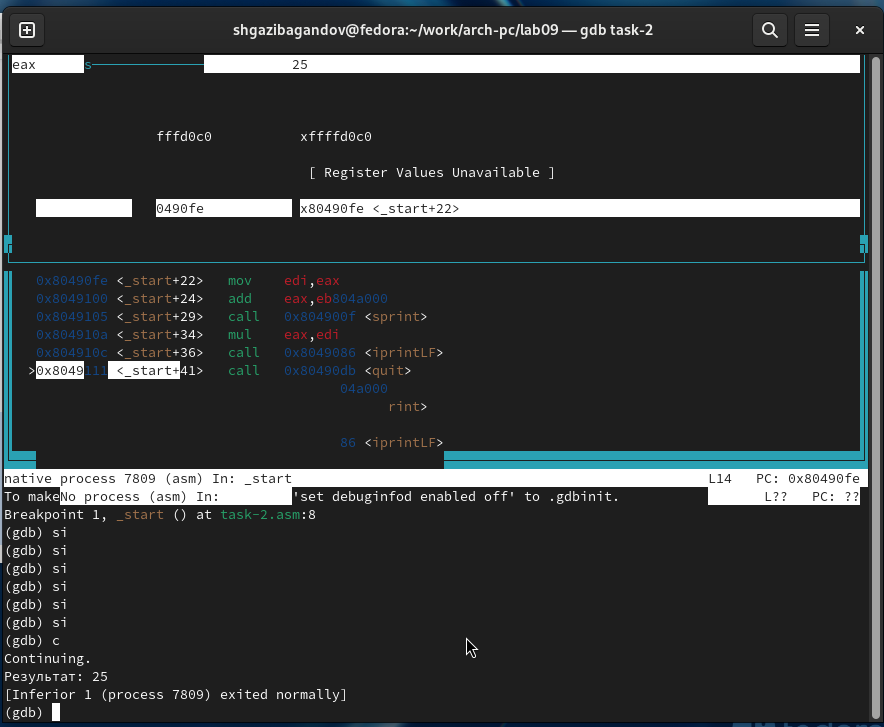 shgazibagandov@fedora:~/work/arch-pc/lab09 — gdb task-2
eax s 25
fffd0c0 xffffd0c0
[ Register Values Unavailable ]
0490fe x80490fe <_start+22>
0x80490fe <_start+22> mov edi,eax
0x8049100 <_start+24> add eax,eb804a000
0x8049105 <_start+29> call 0x804900f <sprint>
0x804910a <_start+34> mul eax,edi
0x804910c <_start+36> call 0x8049086 <iprintLF>
>0x8049111 <_start+41> call 0x80490db <quit>
04a000
rint>
86 <iprintLF>
native process 7809 (asm) In: _start L14 PC: 0x80490fe
To makeNo process (asm) In: 'set debuginfod enabled off' to .gdbinit. L?? PC: ??
Breakpoint 1, _start () at task-2.asm:8
(gdb) si
(gdb) si
(gdb) si
(gdb) si
(gdb) si
(gdb) si
(gdb) c
Continuing.
Результат: 25
[Inferior 1 (process 7809) exited normally]
(gdb)